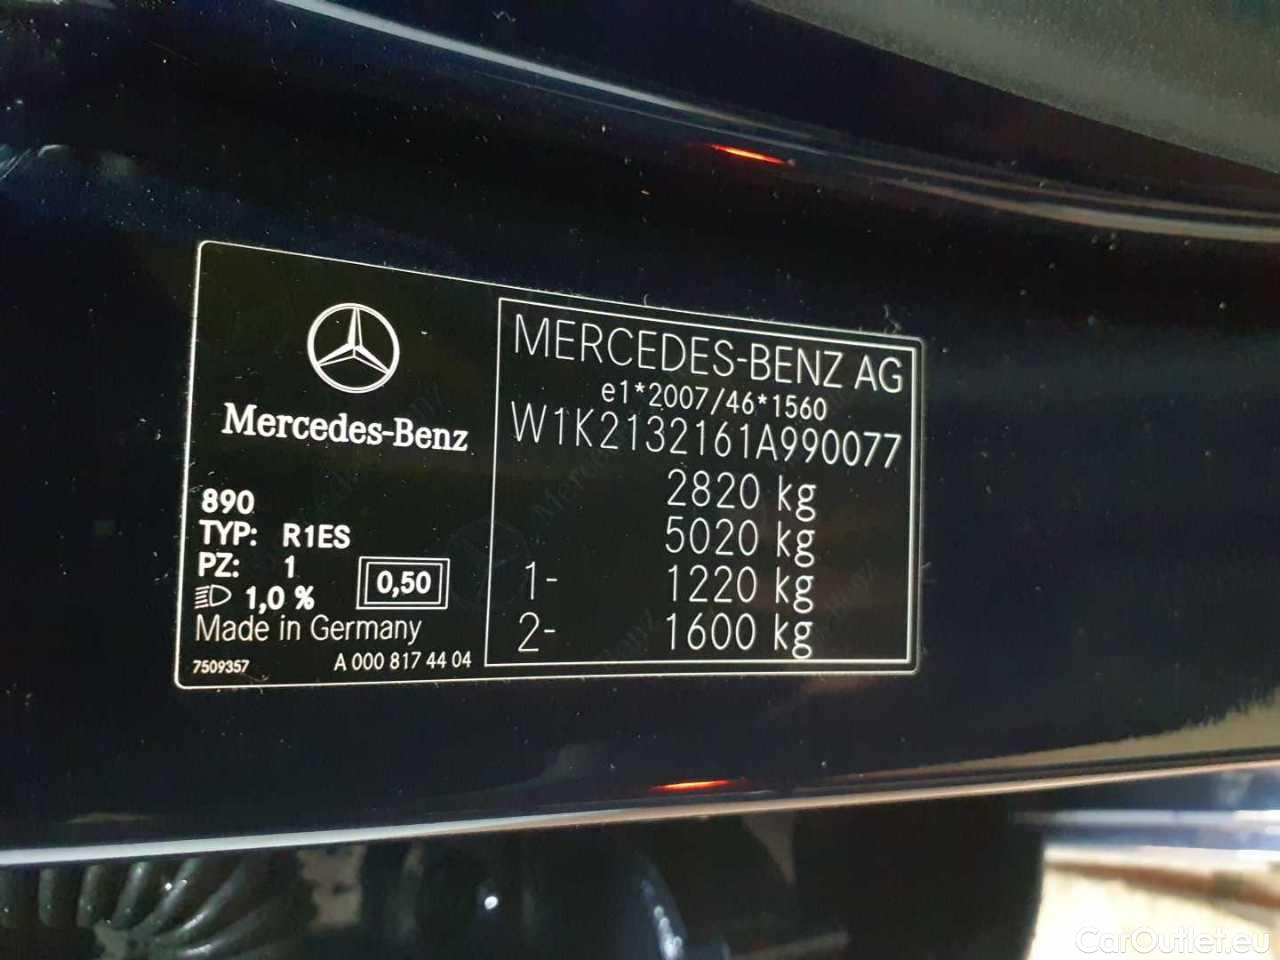 Mercedes-Benz
890
TYP: R1ES
PZ: 1
1,0 %
0,50
Made in Germany
7509357
A 000 817 44 04
MERCEDES-BENZ AG
e1*2007/46*1560
W1K2132161A990077
2820 kg
5020 kg
1- 1220 kg
2- 1600 kg
CarOutlet.eu